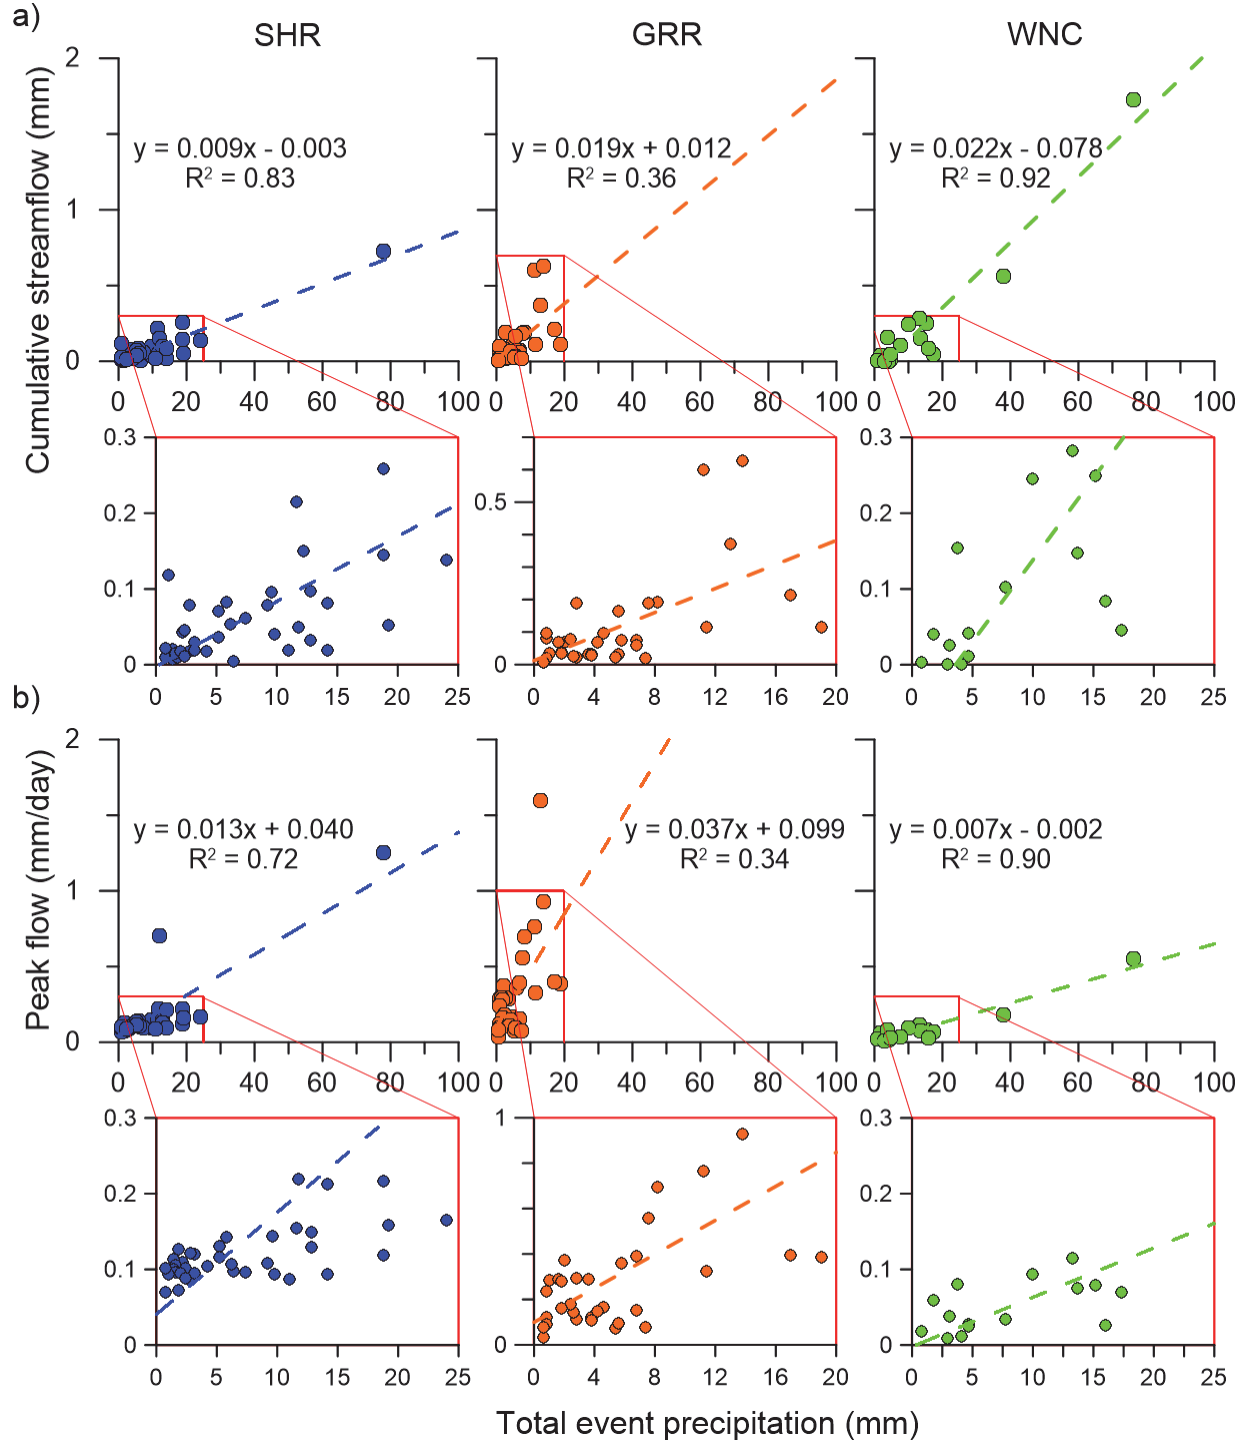 a)
SHR GRR WNC
Cumulative streamflow (mm)
2 
y = 0.009x - 0.003 y = 0.019x + 0.012 y = 0.022x - 0.078
R² = 0.83 R² = 0.36 R² = 0.92
1
0
0 20 40 60 80 100 0 20 40 60 80 100 0 20 40 60 80 100
0.3 0.3
0.5
0.2 0.2
0.1 0.1
0 0 0
0 5 10 15 20 25 0 4 8 12 16 20 0 5 10 15 20 25
b)
Peak flow (mm/day)
2
y = 0.013x + 0.040 y = 0.037x + 0.099 y = 0.007x - 0.002
R² = 0.72 R² = 0.34 R² = 0.90
1
0
0 20 40 60 80 100 0 20 40 60 80 100 0 20 40 60 80 100
0.3 1 0.3
0.2 0.2
0.1 0.1
0 0 0
0 5 10 15 20 25 0 4 8 12 16 20 0 5 10 15 20 25
Total event precipitation (mm)